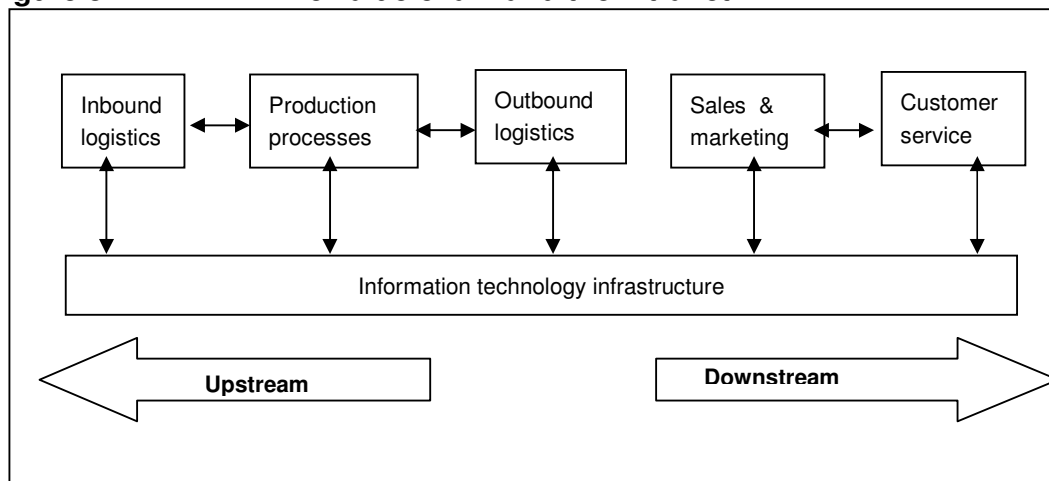 Inbound
logistics
Production
processes
Outbound
logistics
Sales &
marketing
Customer
service
Information technology infrastructure
Upstream
Downstream